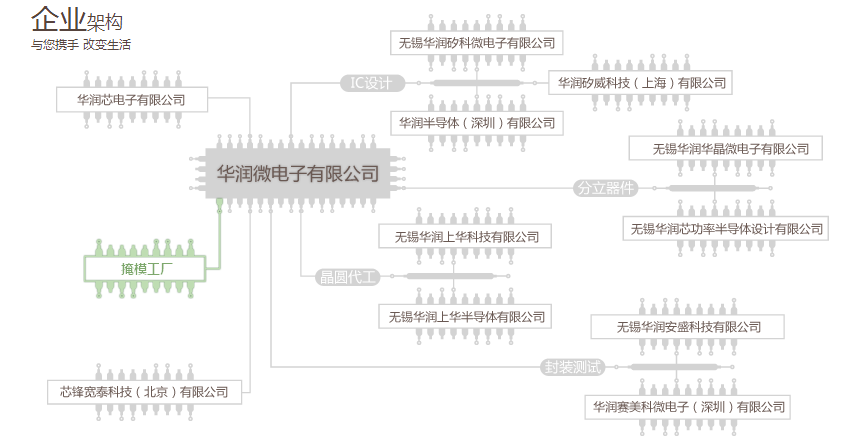 企业架构
与您携手 改变生活
无锡华润矽科微电子有限公司
IC设计
华润矽威科技（上海）有限公司
华润芯电子有限公司
华润半导体（深圳）有限公司
无锡华润华晶微电子有限公司
华润微电子有限公司
分立器件
无锡华润芯功率半导体设计有限公司
无锡华润上华科技有限公司
掩模工厂
晶圆代工
无锡华润上华半导体有限公司
无锡华润安盛科技有限公司
封装测试
芯锋宽泰科技（北京）有限公司
华润赛美科微电子（深圳）有限公司